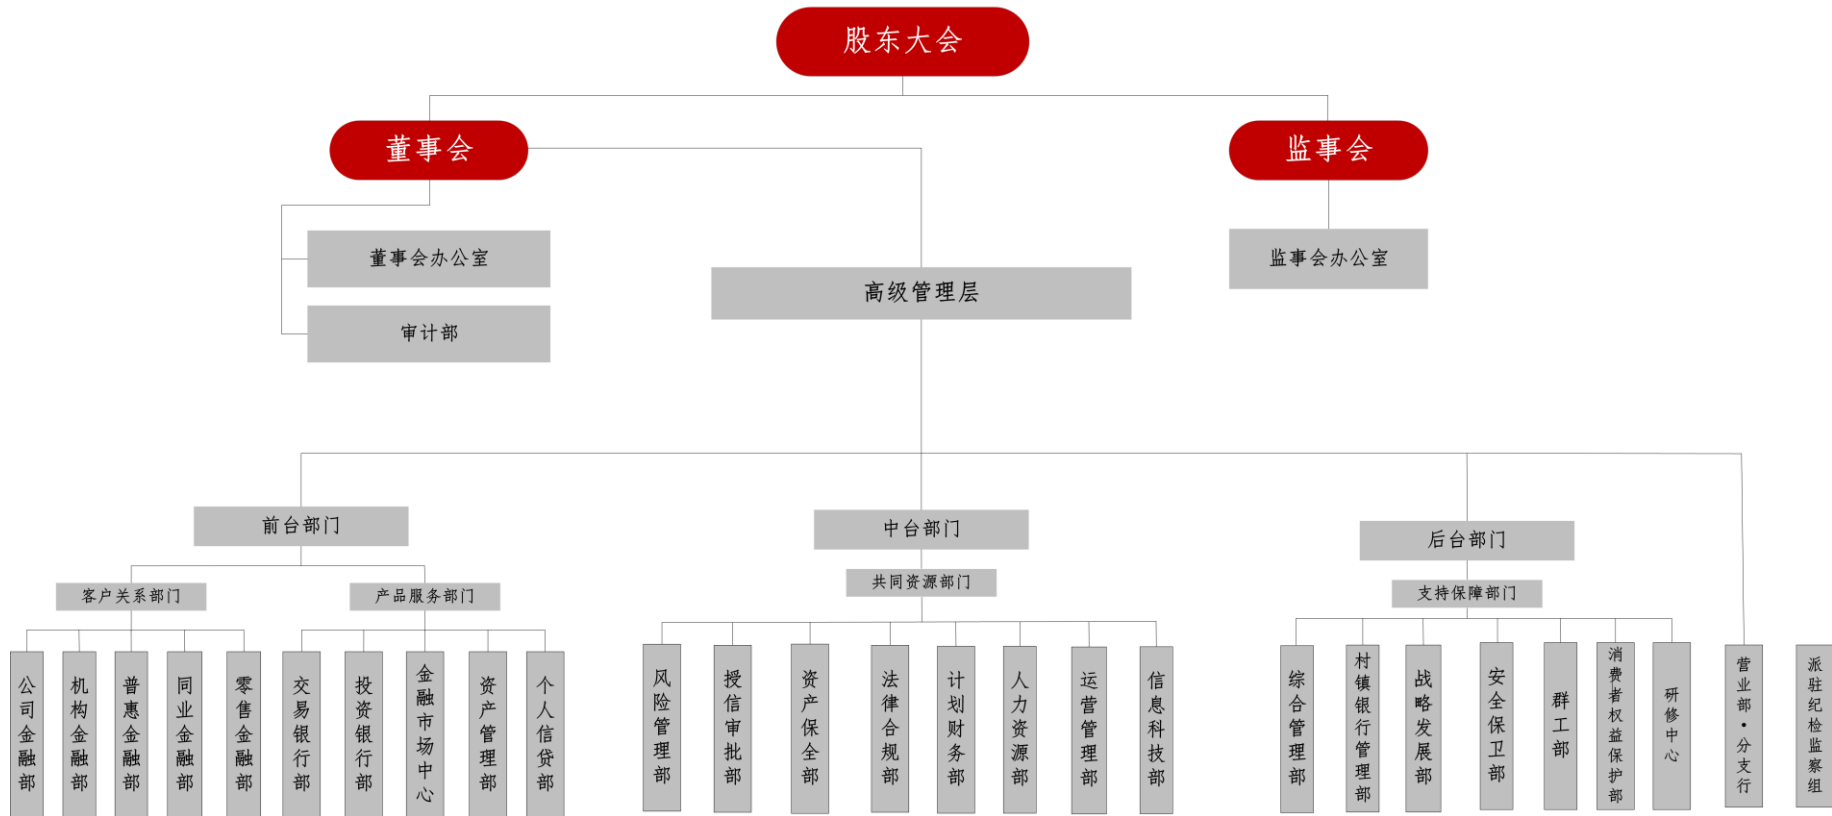 股东大会
董事会
监事会
董事会办公室
监事会办公室
高级管理层
审计部
前台部门
中台部门
后台部门
客户关系部门
产品服务部门
共同资源部门
支持保障部门
公司金融部
机构金融部
普惠金融部
同业金融部
零售金融部
交易银行部
投资银行部
金融市场中心
资产管理部
个人信贷部
风险管理部
授信审批部
资产保全部
法律合规部
计划财务部
人力资源部
运营管理部
信息科技部
综合管理部
村镇银行管理部
战略发展部
安全保卫部
群工部
消费者权益保护部
研修中心
营业部•分支行
派驻纪检监察组